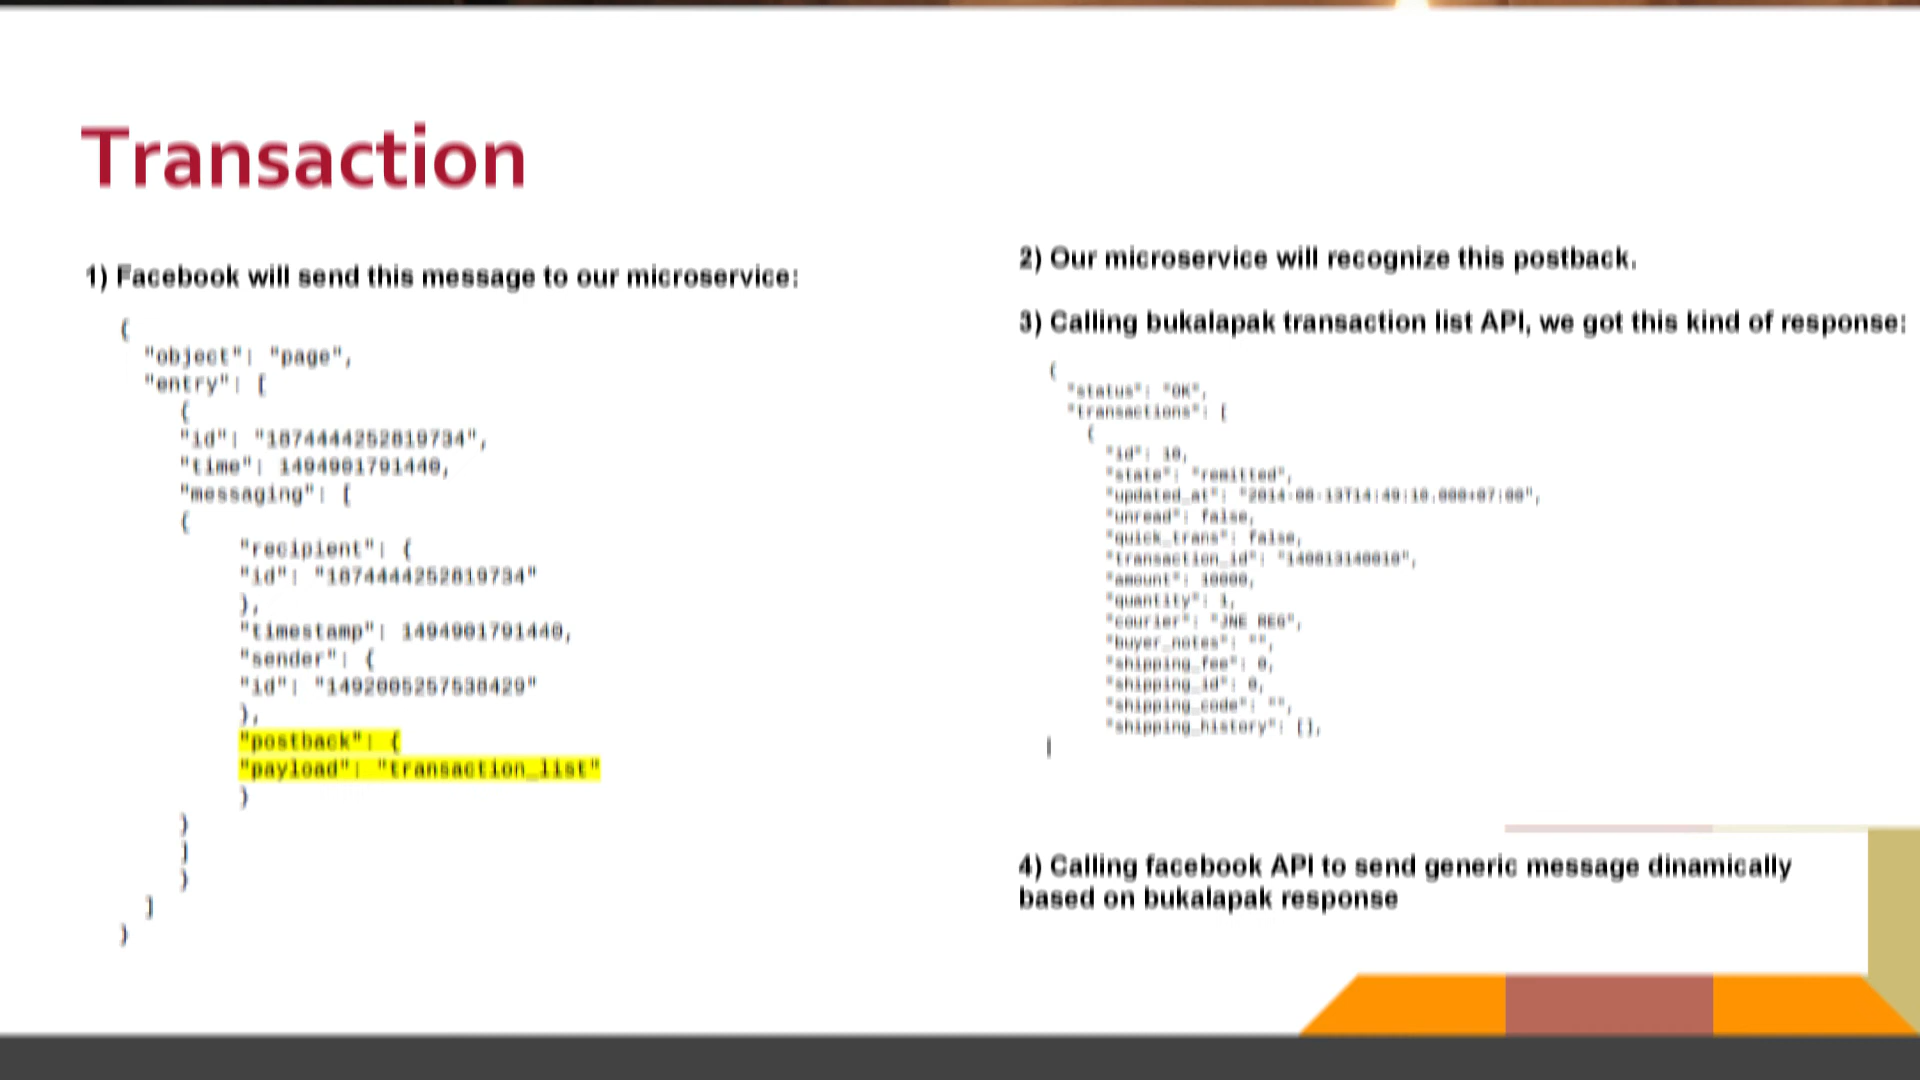 Transaction
1) Facebook will send this message to our microservice:
{
"object": "page",
"entry": [
{
"id": "1874444252819734",
"time": 1494901791440,
"messaging": [
{
"recipient": {
"id": "1874444252819734"
},
"timestamp": 1494901791440,
"sender": {
"id": "1492005257538429"
},
"postback": {
"payload": "transaction_list"
}
}
]
}
]
}
2) Our microservice will recognize this postback.
3) Calling bukalapak transaction list API, we got this kind of response:
{
"status": "OK",
"transactions": [
{
"id": 10,
"state": "remitted",
"updated_at":
"unread": false,
"quick_trans": false,
"transaction_id":
"amount": 10000,
"quantity": 1,
"courier": "JNE REG",
"buyer_notes": "",
"shipping_fee": 0,
"shipping_id": 0,
"shipping_code": "",
"shipping_history": [],
4) Calling facebook API to send generic message dinamically
based on bukalapak response